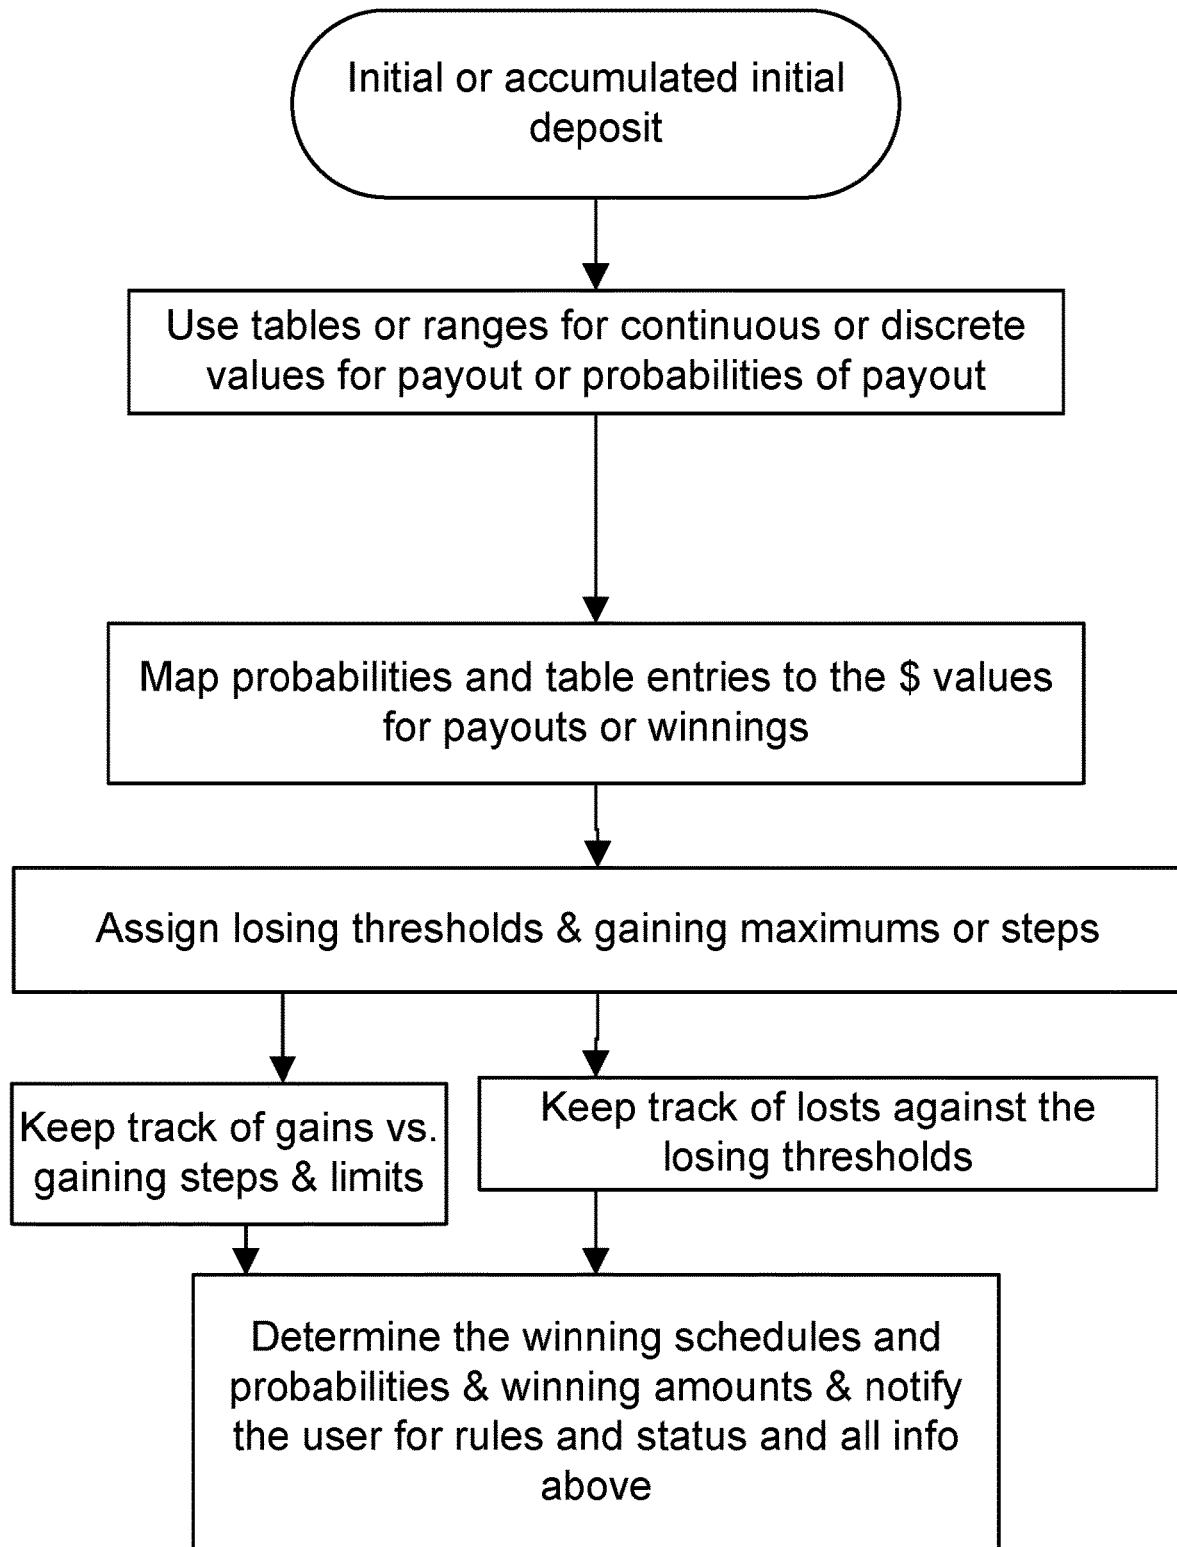 Initial or accumulated initial
deposit
Use tables or ranges for continuous or discrete
values for payout or probabilities of payout
Map probabilities and table entries to the $ values
for payouts or winnings
Assign losing thresholds & gaining maximums or steps
Keep track of gains vs.
gaining steps & limits
Keep track of losts against the
losing thresholds
Determine the winning schedules and
probabilities & winning amounts & notify
the user for rules and status and all info
above